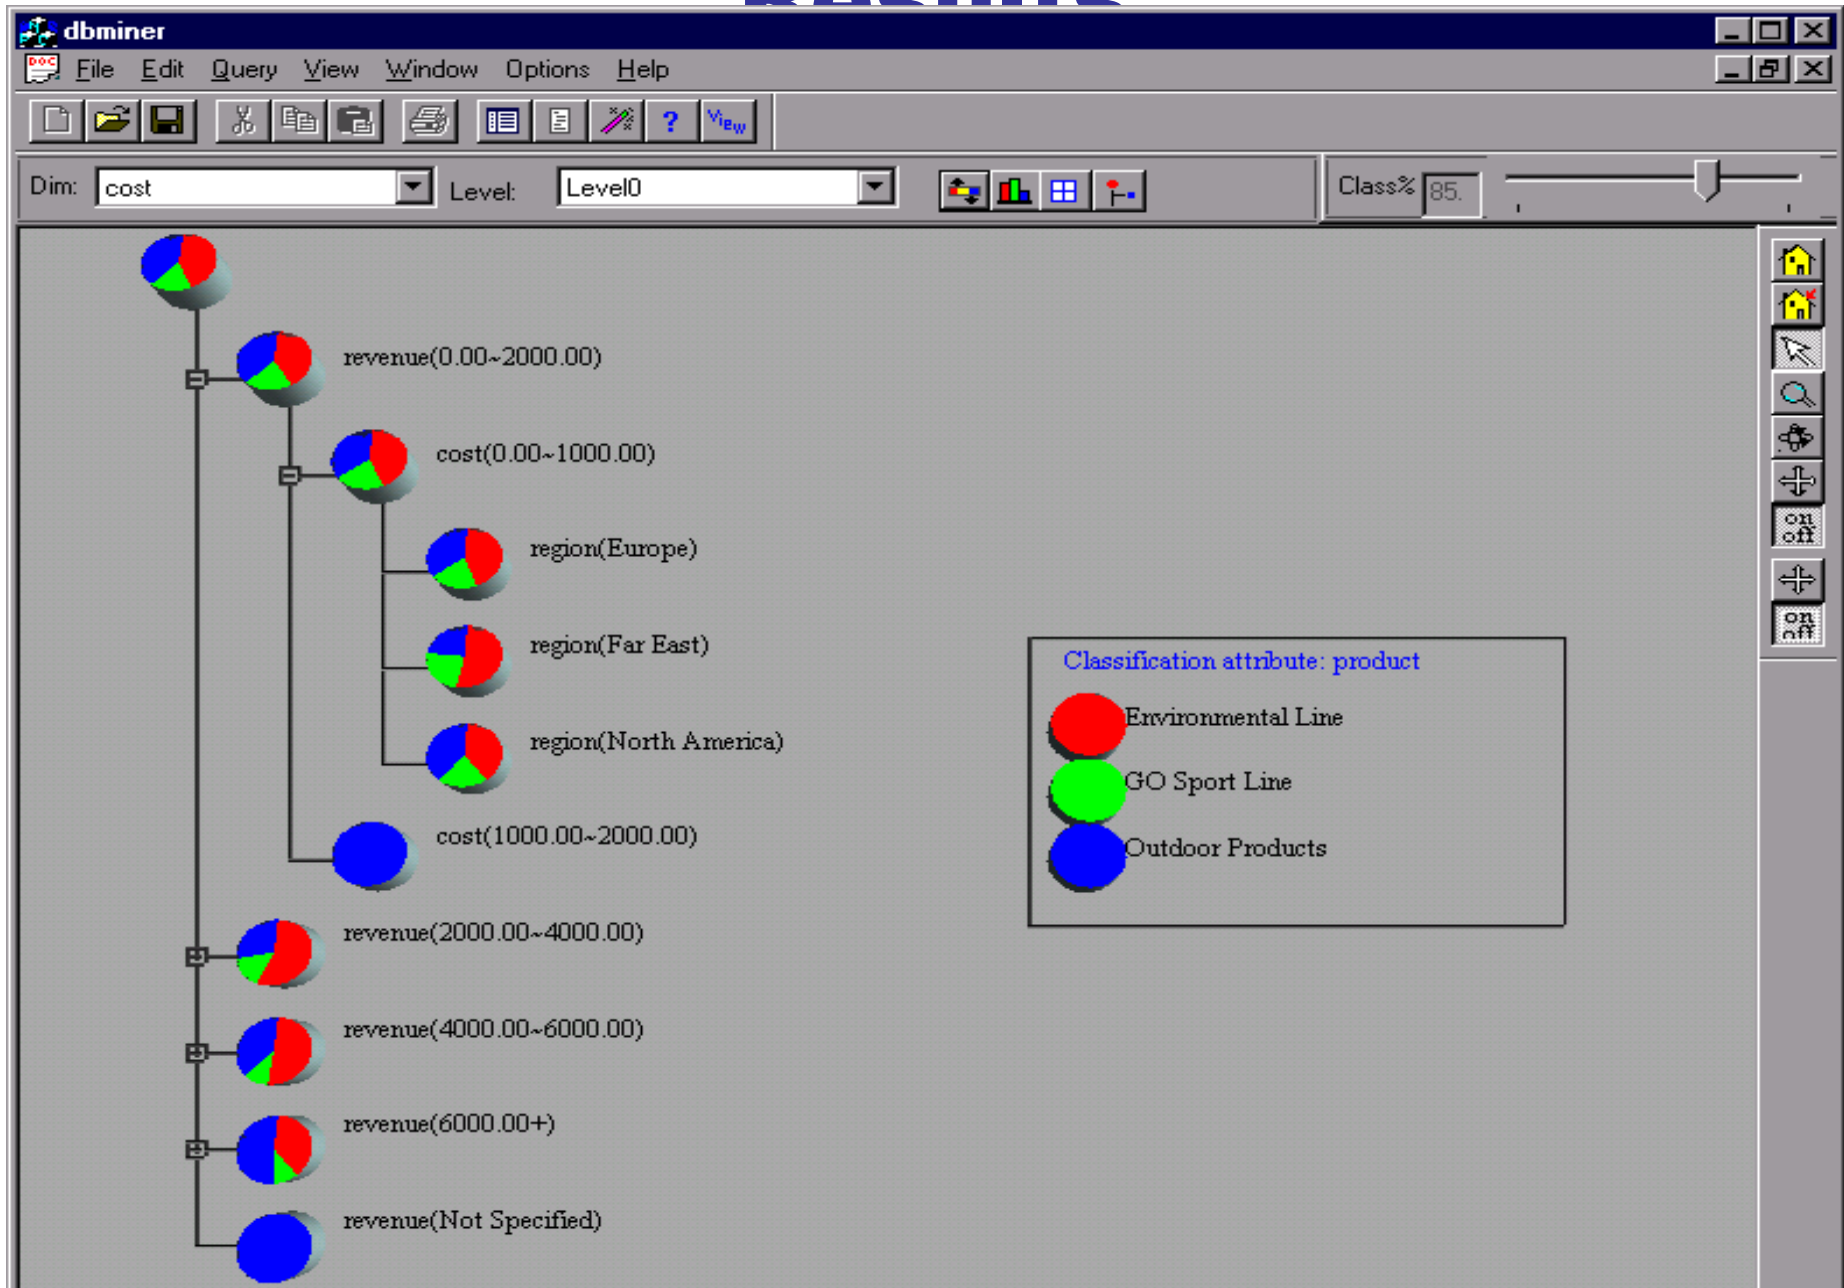 dbminer
DOC File Edit Query View Window Options Help
? View
Dim: cost Level: Level0 Class% 85.
revenue(0.00~2000.00)
cost(0.00~1000.00)
region(Europe)
on
off
region(Far East)
on
off
Classification attribute: product
Environmental Line
region(North America)
GO Sport Line
cost(1000.00~2000.00)
Outdoor Products
revenue(2000.00~4000.00)
revenue(4000.00~6000.00)
revenue(6000.00+)
revenue(Not Specified)